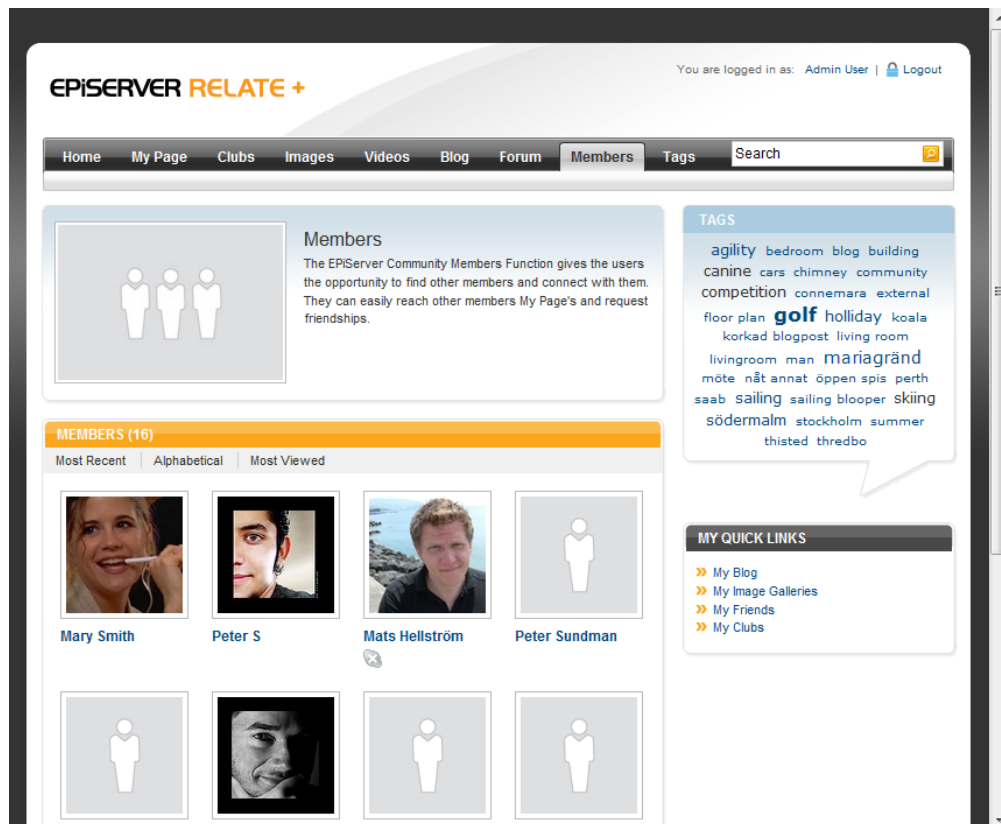 You are logged in as: Admin User | Logout
EPiSERVER RELATE +
Home My Page Clubs Images Videos Blog Forum Members Tags Search
Members
The EPiServer Community Members Function gives the users
the opportunity to find other members and connect with them.
They can easily reach other members My Page's and request
friendships.
TAGS
agility bedroom blog building
canine cars chimney community
competition connemara external
floor plan golf holliday koala
korkad blogpost living room
livingroom man mariagränd
möte nåt annat öppen spis perth
saab sailing sailing blooper skiing
södermalm stockholm summer
thisted thredbo
MEMBERS (16)
Most Recent Alphabetical Most Viewed
Mary Smith Peter S Mats Hellström Peter Sundman
MY QUICK LINKS
My Blog
My Image Galleries
My Friends
My Clubs